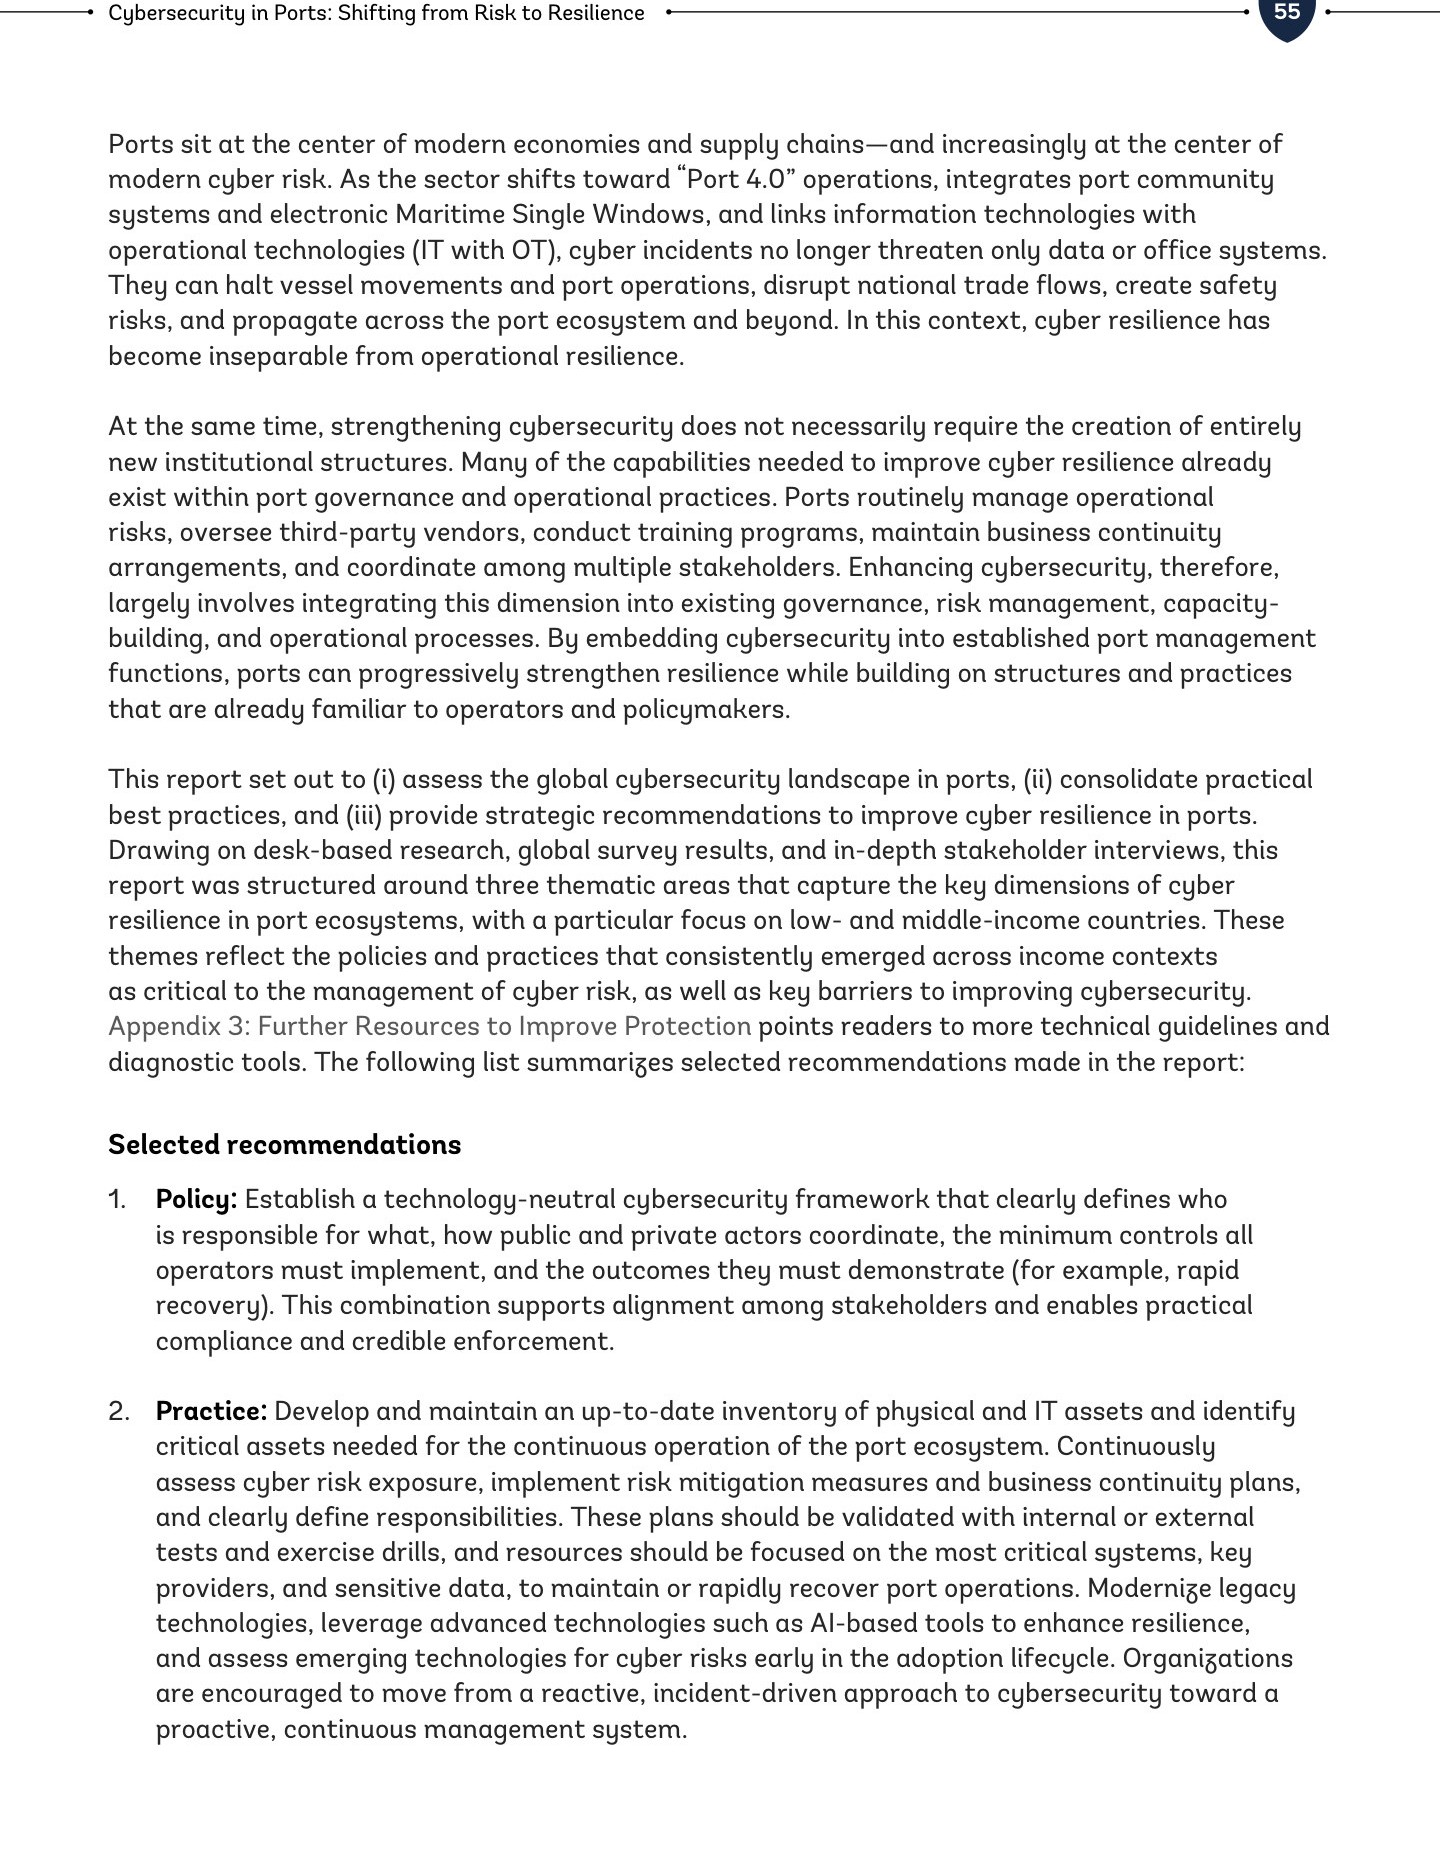 Cybersecurity in Ports: Shifting from Risk to Resilience
55
Ports sit at the center of modern economies and supply chains—and increasingly at the center of
modern cyber risk. As the sector shifts toward “Port 4.0” operations, integrates port community
systems and electronic Maritime Single Windows, and links information technologies with
operational technologies (IT with OT), cyber incidents no longer threaten only data or office systems.
They can halt vessel movements and port operations, disrupt national trade flows, create safety
risks, and propagate across the port ecosystem and beyond. In this context, cyber resilience has
become inseparable from operational resilience.
At the same time, strengthening cybersecurity does not necessarily require the creation of entirely
new institutional structures. Many of the capabilities needed to improve cyber resilience already
exist within port governance and operational practices. Ports routinely manage operational
risks, oversee third-party vendors, conduct training programs, maintain business continuity
arrangements, and coordinate among multiple stakeholders. Enhancing cybersecurity, therefore,
largely involves integrating this dimension into existing governance, risk management, capacity-
building, and operational processes. By embedding cybersecurity into established port management
functions, ports can progressively strengthen resilience while building on structures and practices
that are already familiar to operators and policymakers.
This report set out to (i) assess the global cybersecurity landscape in ports, (ii) consolidate practical
best practices, and (iii) provide strategic recommendations to improve cyber resilience in ports.
Drawing on desk-based research, global survey results, and in-depth stakeholder interviews, this
report was structured around three thematic areas that capture the key dimensions of cyber
resilience in port ecosystems, with a particular focus on low- and middle-income countries. These
themes reflect the policies and practices that consistently emerged across income contexts
as critical to the management of cyber risk, as well as key barriers to improving cybersecurity.
Appendix 3: Further Resources to Improve Protection points readers to more technical guidelines and
diagnostic tools. The following list summarizes selected recommendations made in the report:
Selected recommendations
1. Policy: Establish a technology-neutral cybersecurity framework that clearly defines who
is responsible for what, how public and private actors coordinate, the minimum controls all
operators must implement, and the outcomes they must demonstrate (for example, rapid
recovery). This combination supports alignment among stakeholders and enables practical
compliance and credible enforcement.
2. Practice: Develop and maintain an up-to-date inventory of physical and IT assets and identify
critical assets needed for the continuous operation of the port ecosystem. Continuously
assess cyber risk exposure, implement risk mitigation measures and business continuity plans,
and clearly define responsibilities. These plans should be validated with internal or external
tests and exercise drills, and resources should be focused on the most critical systems, key
providers, and sensitive data, to maintain or rapidly recover port operations. Modernize legacy
technologies, leverage advanced technologies such as AI-based tools to enhance resilience,
and assess emerging technologies for cyber risks early in the adoption lifecycle. Organizations
are encouraged to move from a reactive, incident-driven approach to cybersecurity toward a
proactive, continuous management system.